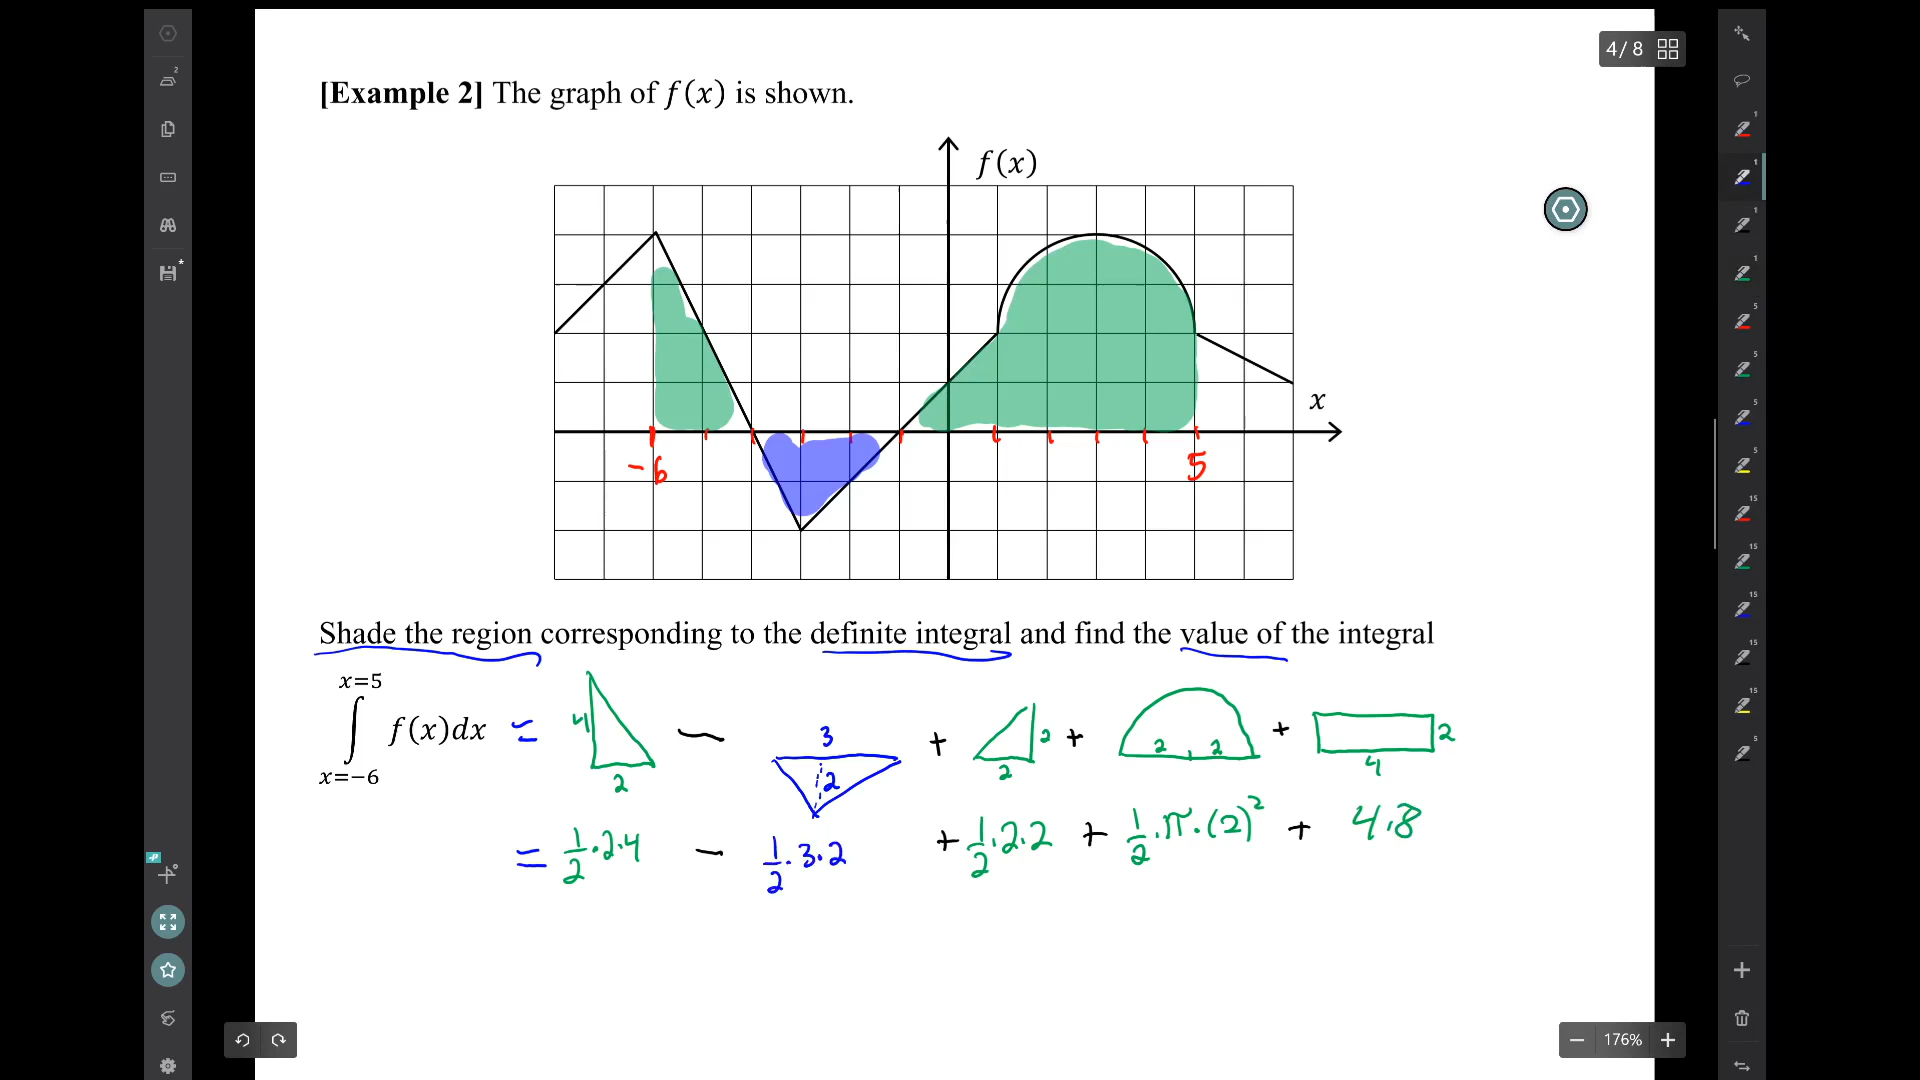 4/8
[Example 2] The graph of f(x) is shown.
f(x)
x
-6
5
Shade the region corresponding to the definite integral and find the value of the integral
x=5
∫ f(x)dx = 4 2 − 3 2 + 2 2 + 2 2 + 4 2
x=−6
= 1/2 · 2 · 4 − 1/2 · 3 · 2 + 1/2 · 2 · 2 + 1/2 · π · (2)² + 4 · 8
176%